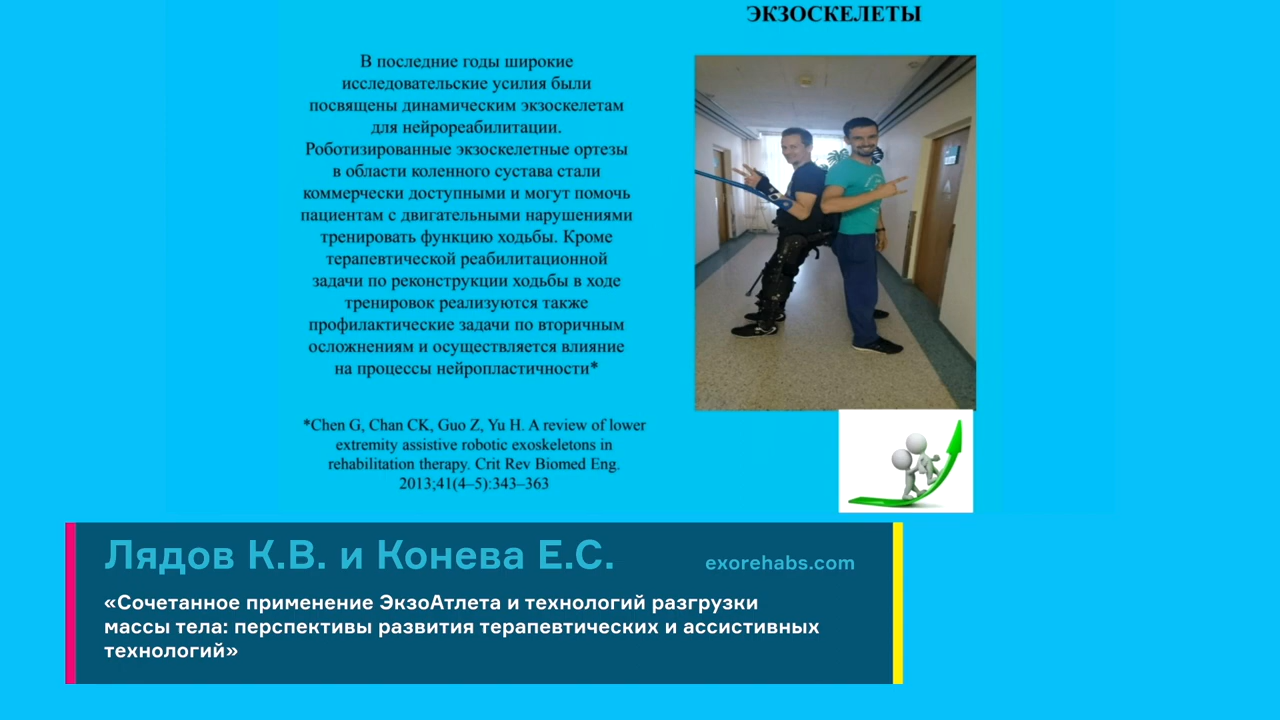 ЭКЗОСКЕЛЕТЫ
В последние годы широкие
исследовательские усилия были
посвящены динамическим экзоскелетам
для нейрореабилитации.
Роботизированные экзоскелетные ортезы
в области коленного сустава стали
коммерчески доступными и могут помочь
пациентам с двигательными нарушениями
тренировать функцию ходьбы. Кроме
терапевтической реабилитационной
задачи по реконструкции ходьбы в ходе
тренировок реализуются также
профилактические задачи по вторичным
осложнениям и осуществляется влияние
на процессы нейропластичности*
*Chen G, Chan CK, Guo Z, Yu H. A review of lower
extremity assistive robotic exoskeletons in
rehabilitation therapy. Crit Rev Biomed Eng.
2013;41(4–5):343–363
Лядов К.В. и Конева Е.С.
exorehabs.com
«Сочетанное применение ЭкзоАтлета и технологий разгрузки
массы тела: перспективы развития терапевтических и ассистивных
технологий»